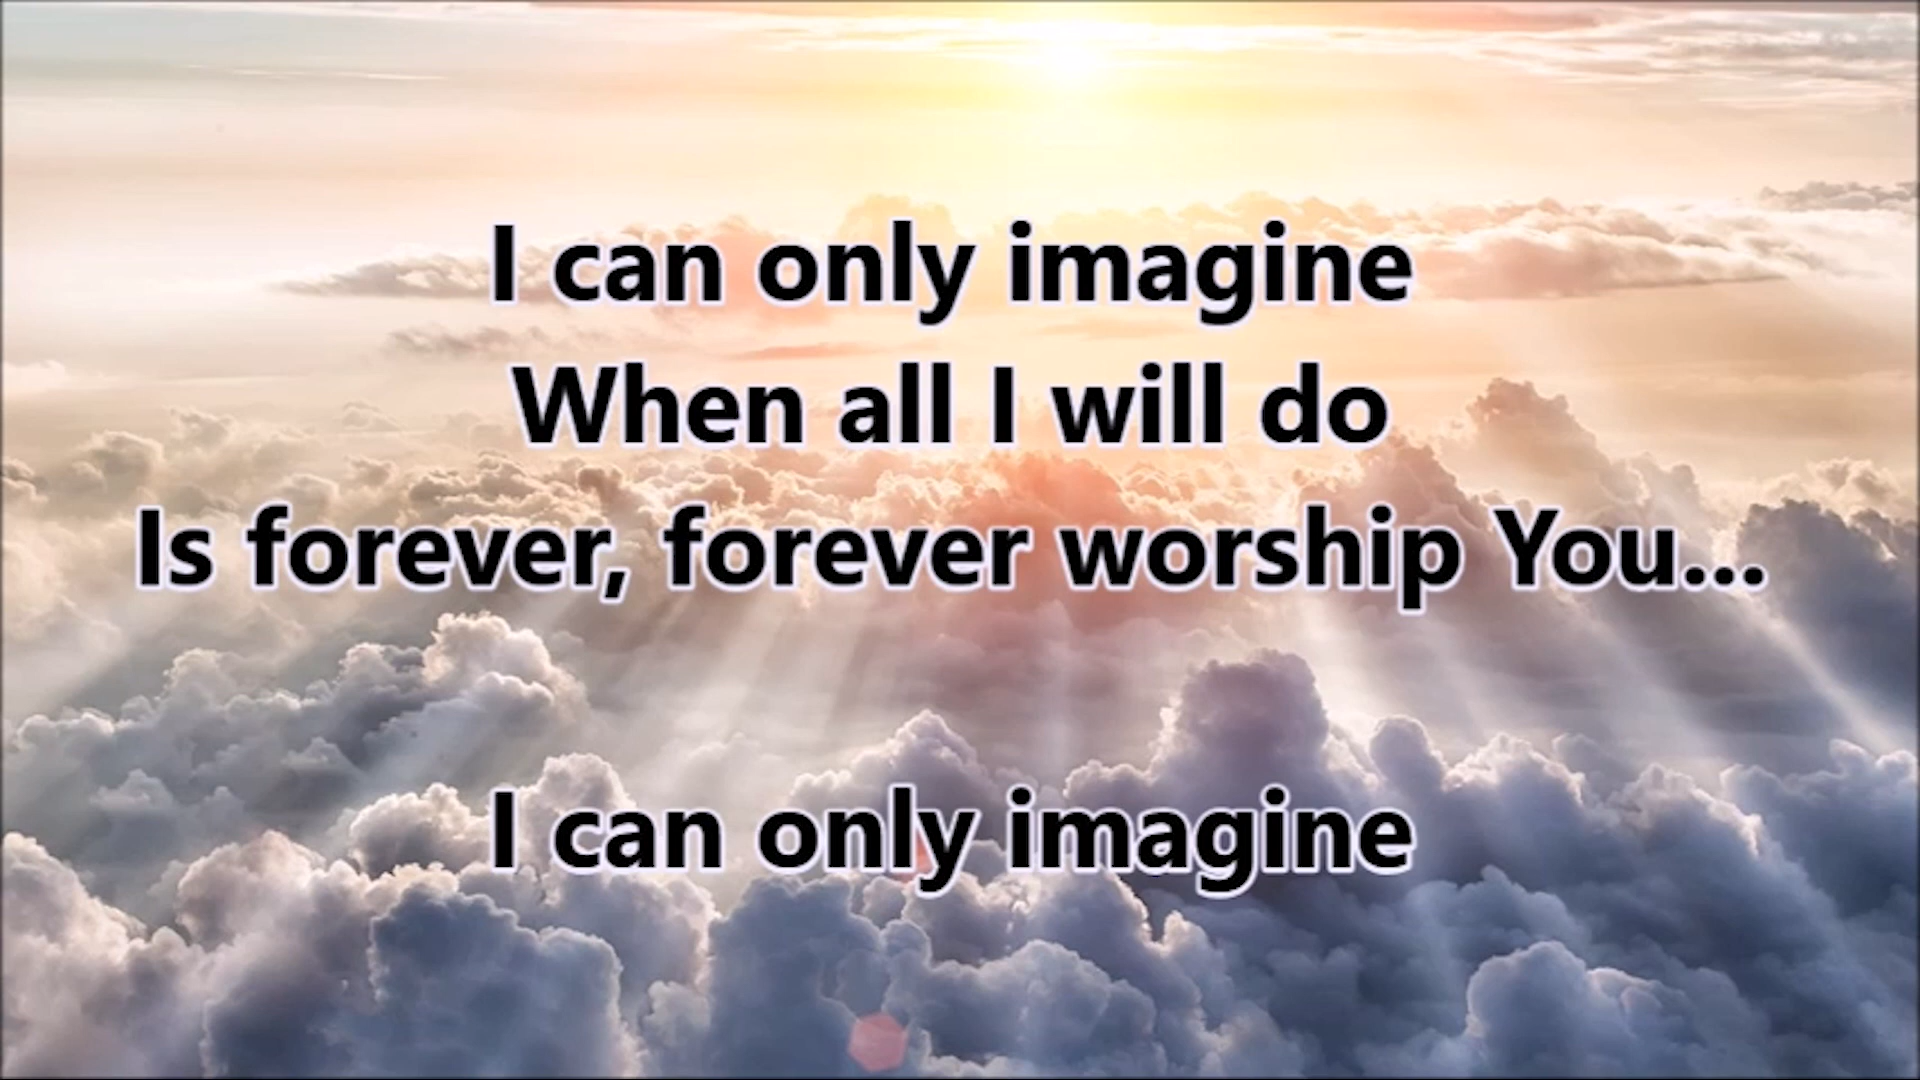 I can only imagine
When all I will do
Is forever, forever worship You...
I can only imagine